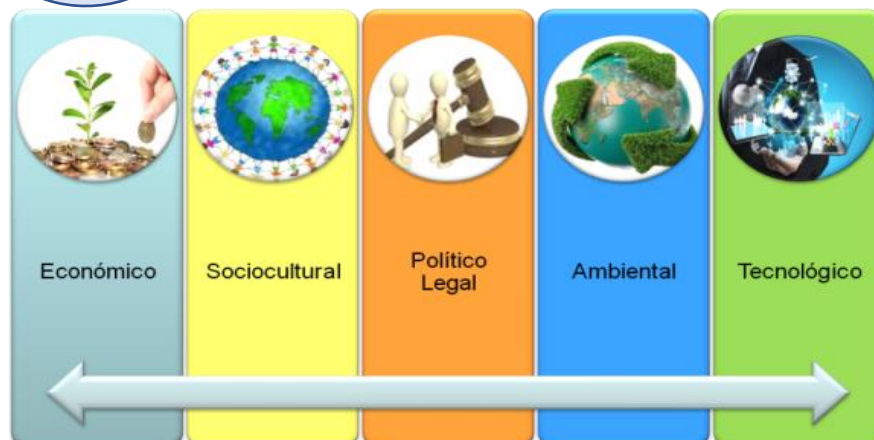 Económico
Sociocultural
Político
Legal
Ambiental
Tecnológico